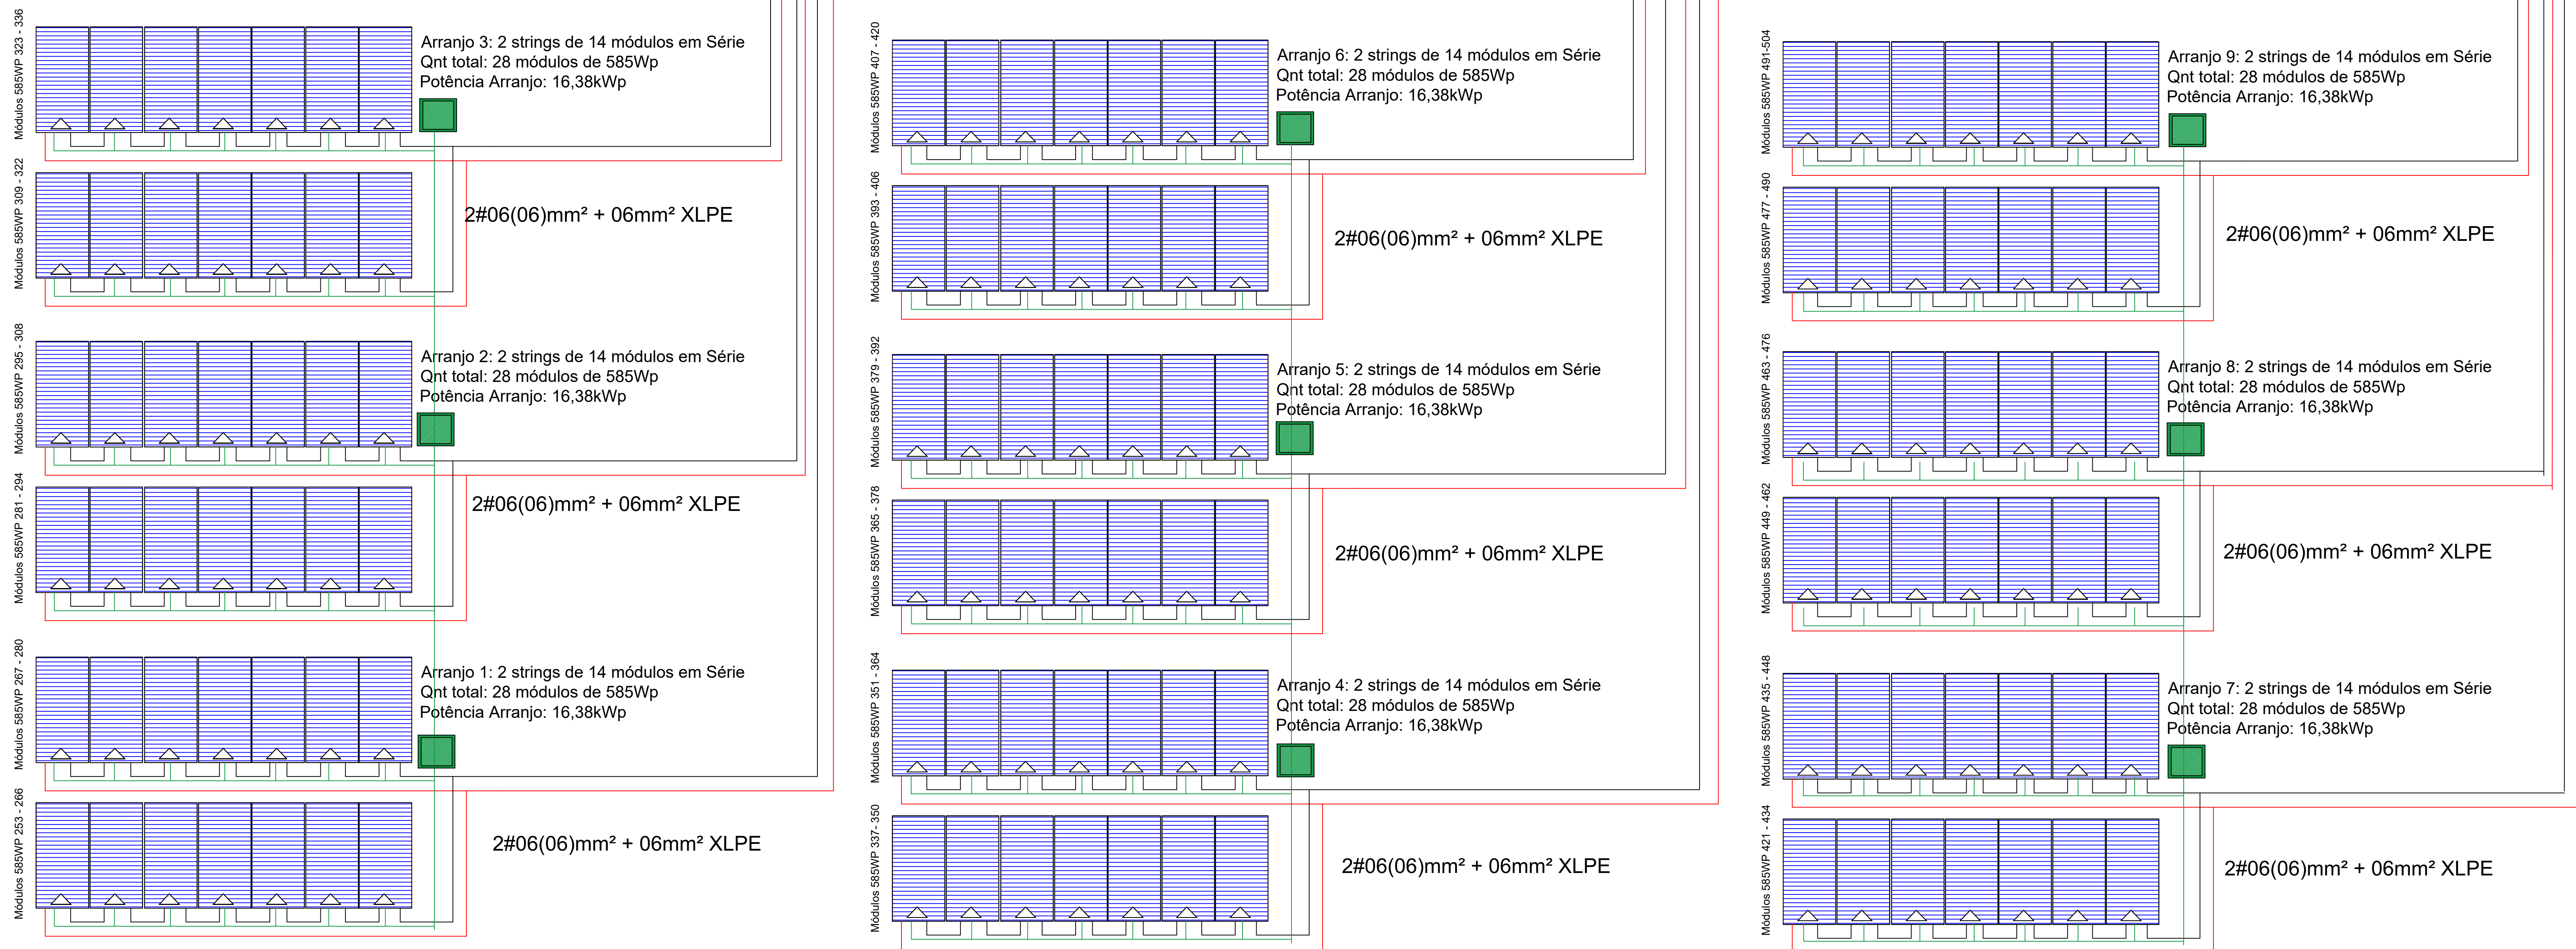 Módulos 585WP 323 - 336
Arranjo 3: 2 strings de 14 módulos em Série
Qnt total: 28 módulos de 585Wp
Potência Arranjo: 16,38kWp
Módulos 585WP 309 - 322
2#06(06)mm² + 06mm² XLPE
Módulos 585WP 295 - 308
Arranjo 2: 2 strings de 14 módulos em Série
Qnt total: 28 módulos de 585Wp
Potência Arranjo: 16,38kWp
Módulos 585WP 281 - 294
2#06(06)mm² + 06mm² XLPE
Módulos 585WP 267 - 280
Arranjo 1: 2 strings de 14 módulos em Série
Qnt total: 28 módulos de 585Wp
Potência Arranjo: 16,38kWp
Módulos 585WP 253 - 266
2#06(06)mm² + 06mm² XLPE
Módulos 585WP 407 - 420
Arranjo 6: 2 strings de 14 módulos em Série
Qnt total: 28 módulos de 585Wp
Potência Arranjo: 16,38kWp
Módulos 585WP 393 - 406
2#06(06)mm² + 06mm² XLPE
Módulos 585WP 379 - 392
Arranjo 5: 2 strings de 14 módulos em Série
Qnt total: 28 módulos de 585Wp
Potência Arranjo: 16,38kWp
Módulos 585WP 365 - 378
2#06(06)mm² + 06mm² XLPE
Módulos 585WP 351 - 364
Arranjo 4: 2 strings de 14 módulos em Série
Qnt total: 28 módulos de 585Wp
Potência Arranjo: 16,38kWp
Módulos 585WP 337- 350
2#06(06)mm² + 06mm² XLPE
Módulos 585WP 491-504
Arranjo 9: 2 strings de 14 módulos em Série
Qnt total: 28 módulos de 585Wp
Potência Arranjo: 16,38kWp
Módulos 585WP 477 - 490
2#06(06)mm² + 06mm² XLPE
Módulos 585WP 463 - 476
Arranjo 8: 2 strings de 14 módulos em Série
Qnt total: 28 módulos de 585Wp
Potência Arranjo: 16,38kWp
Módulos 585WP 449 - 462
2#06(06)mm² + 06mm² XLPE
Módulos 585WP 435 - 448
Arranjo 7: 2 strings de 14 módulos em Série
Qnt total: 28 módulos de 585Wp
Potência Arranjo: 16,38kWp
Módulos 585WP 421 - 434
2#06(06)mm² + 06mm² XLPE